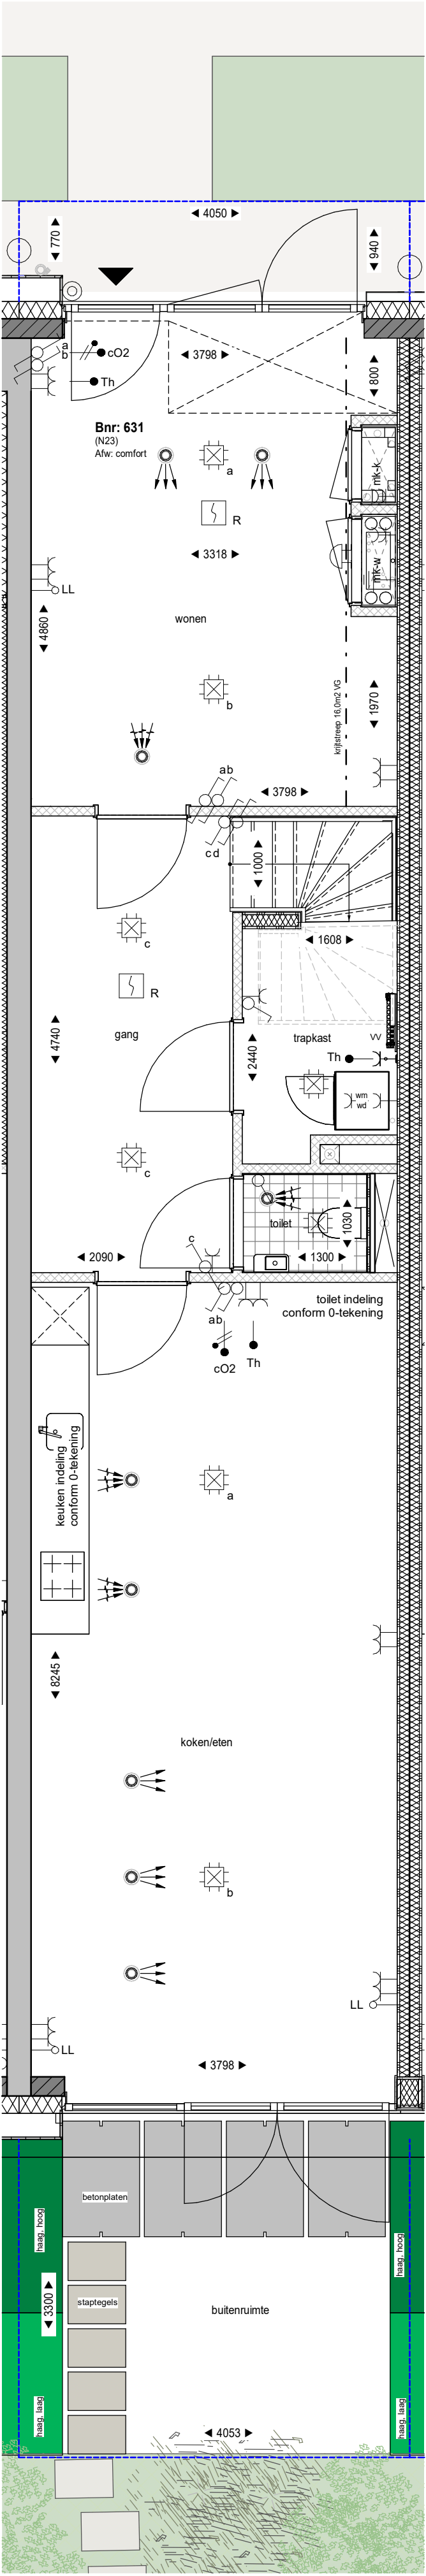 4050
770
940
a
b
cO2
Th
3798
800
Bnr: 631
(N23)
Afw: comfort
a
mk-k
R
3318
mk-w
LL
4860
wonen
b
krijtstreep 16,0m2 VG
1970
ab
3798
cd
1000
c
1608
R
gang
4740
2440
trapkast
VV
Th
wm
wd
c
toilet
1030
c
2090
1300
toilet indeling
conform 0-tekening
ab
cO2
Th
keuken indeling
conform 0-tekening
a
8245
koken/eten
b
LL
LL
3798
betonplaten
haag, hoog
haag, hoog
staptegels
3300
buitenruimte
haag, laag
haag, laag
4053